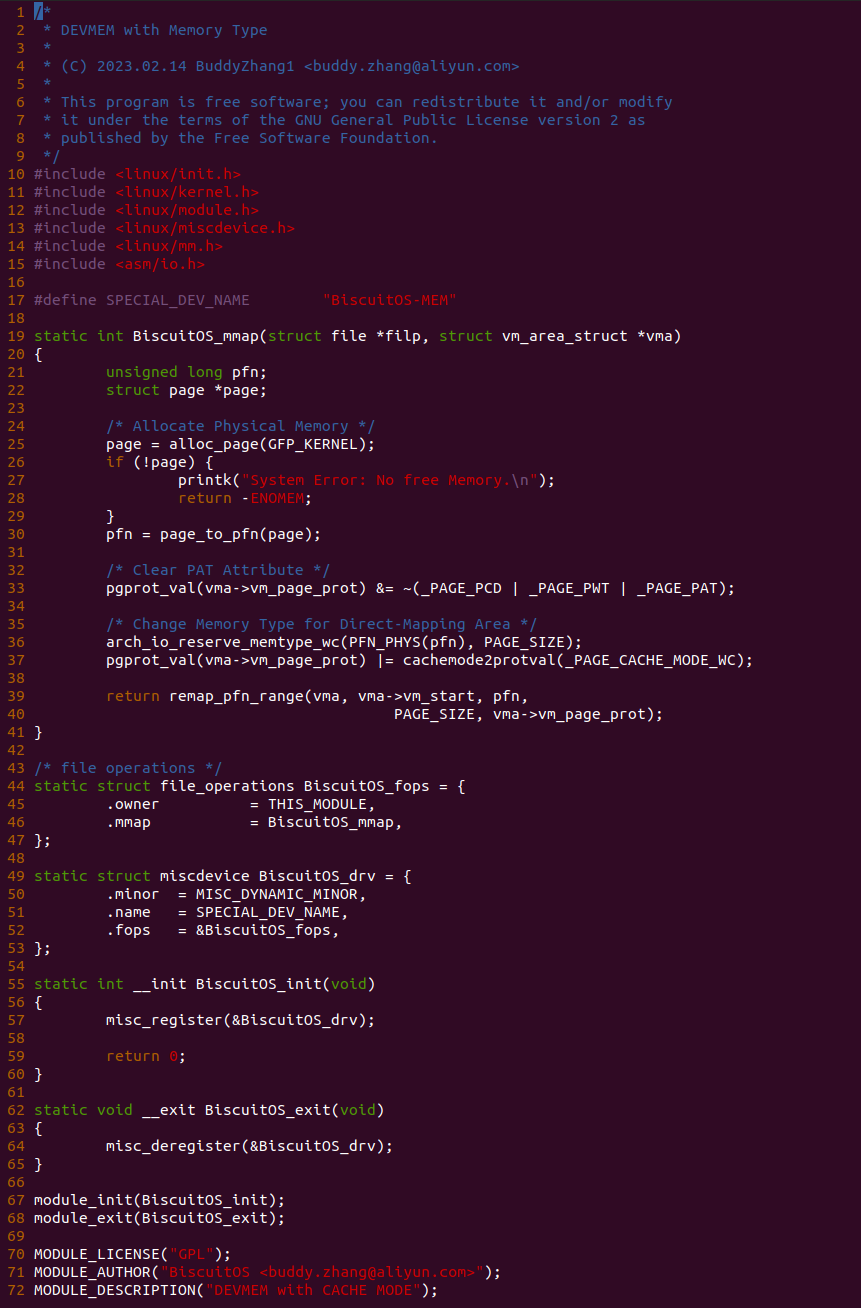 1 /*
2  * DEVMEM with Memory Type
3  *
4  * (C) 2023.02.14 BuddyZhang1 <buddy.zhang@aliyun.com>
5  *
6  * This program is free software; you can redistribute it and/or modify
7  * it under the terms of the GNU General Public License version 2 as
8  * published by the Free Software Foundation.
9  */
10 #include <linux/init.h>
11 #include <linux/kernel.h>
12 #include <linux/module.h>
13 #include <linux/miscdevice.h>
14 #include <linux/mm.h>
15 #include <asm/io.h>
16
17 #define SPECIAL_DEV_NAME        "BiscuitOS-MEM"
18
19 static int BiscuitOS_mmap(struct file *filp, struct vm_area_struct *vma)
20 {
21         unsigned long pfn;
22         struct page *page;
23
24         /* Allocate Physical Memory */
25         page = alloc_page(GFP_KERNEL);
26         if (!page) {
27                 printk("System Error: No free Memory.\n");
28                 return -ENOMEM;
29         }
30         pfn = page_to_pfn(page);
31
32         /* Clear PAT Attribute */
33         pgprot_val(vma->vm_page_prot) &= ~(_PAGE_PCD | _PAGE_PWT | _PAGE_PAT);
34
35         /* Change Memory Type for Direct-Mapping Area */
36         arch_io_reserve_memtype_wc(PFN_PHYS(pfn), PAGE_SIZE);
37         pgprot_val(vma->vm_page_prot) |= cachemode2protval(_PAGE_CACHE_MODE_WC);
38
39         return remap_pfn_range(vma, vma->vm_start, pfn,
40                                         PAGE_SIZE, vma->vm_page_prot);
41 }
42
43 /* file operations */
44 static struct file_operations BiscuitOS_fops = {
45         .owner          = THIS_MODULE,
46         .mmap           = BiscuitOS_mmap,
47 };
48
49 static struct miscdevice BiscuitOS_drv = {
50         .minor  = MISC_DYNAMIC_MINOR,
51         .name   = SPECIAL_DEV_NAME,
52         .fops   = &BiscuitOS_fops,
53 };
54
55 static int __init BiscuitOS_init(void)
56 {
57         misc_register(&BiscuitOS_drv);
58
59         return 0;
60 }
61
62 static void __exit BiscuitOS_exit(void)
63 {
64         misc_deregister(&BiscuitOS_drv);
65 }
66
67 module_init(BiscuitOS_init);
68 module_exit(BiscuitOS_exit);
69
70 MODULE_LICENSE("GPL");
71 MODULE_AUTHOR("BiscuitOS <buddy.zhang@aliyun.com>");
72 MODULE_DESCRIPTION("DEVMEM with CACHE MODE");